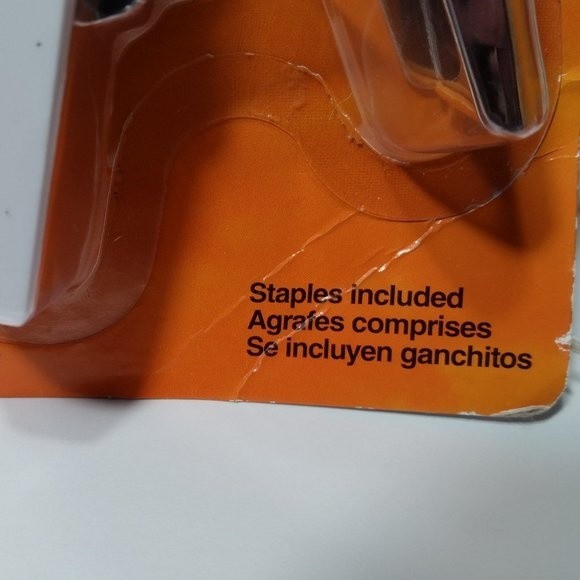 Staples included
Agrafes comprises
Se incluyen ganchitos